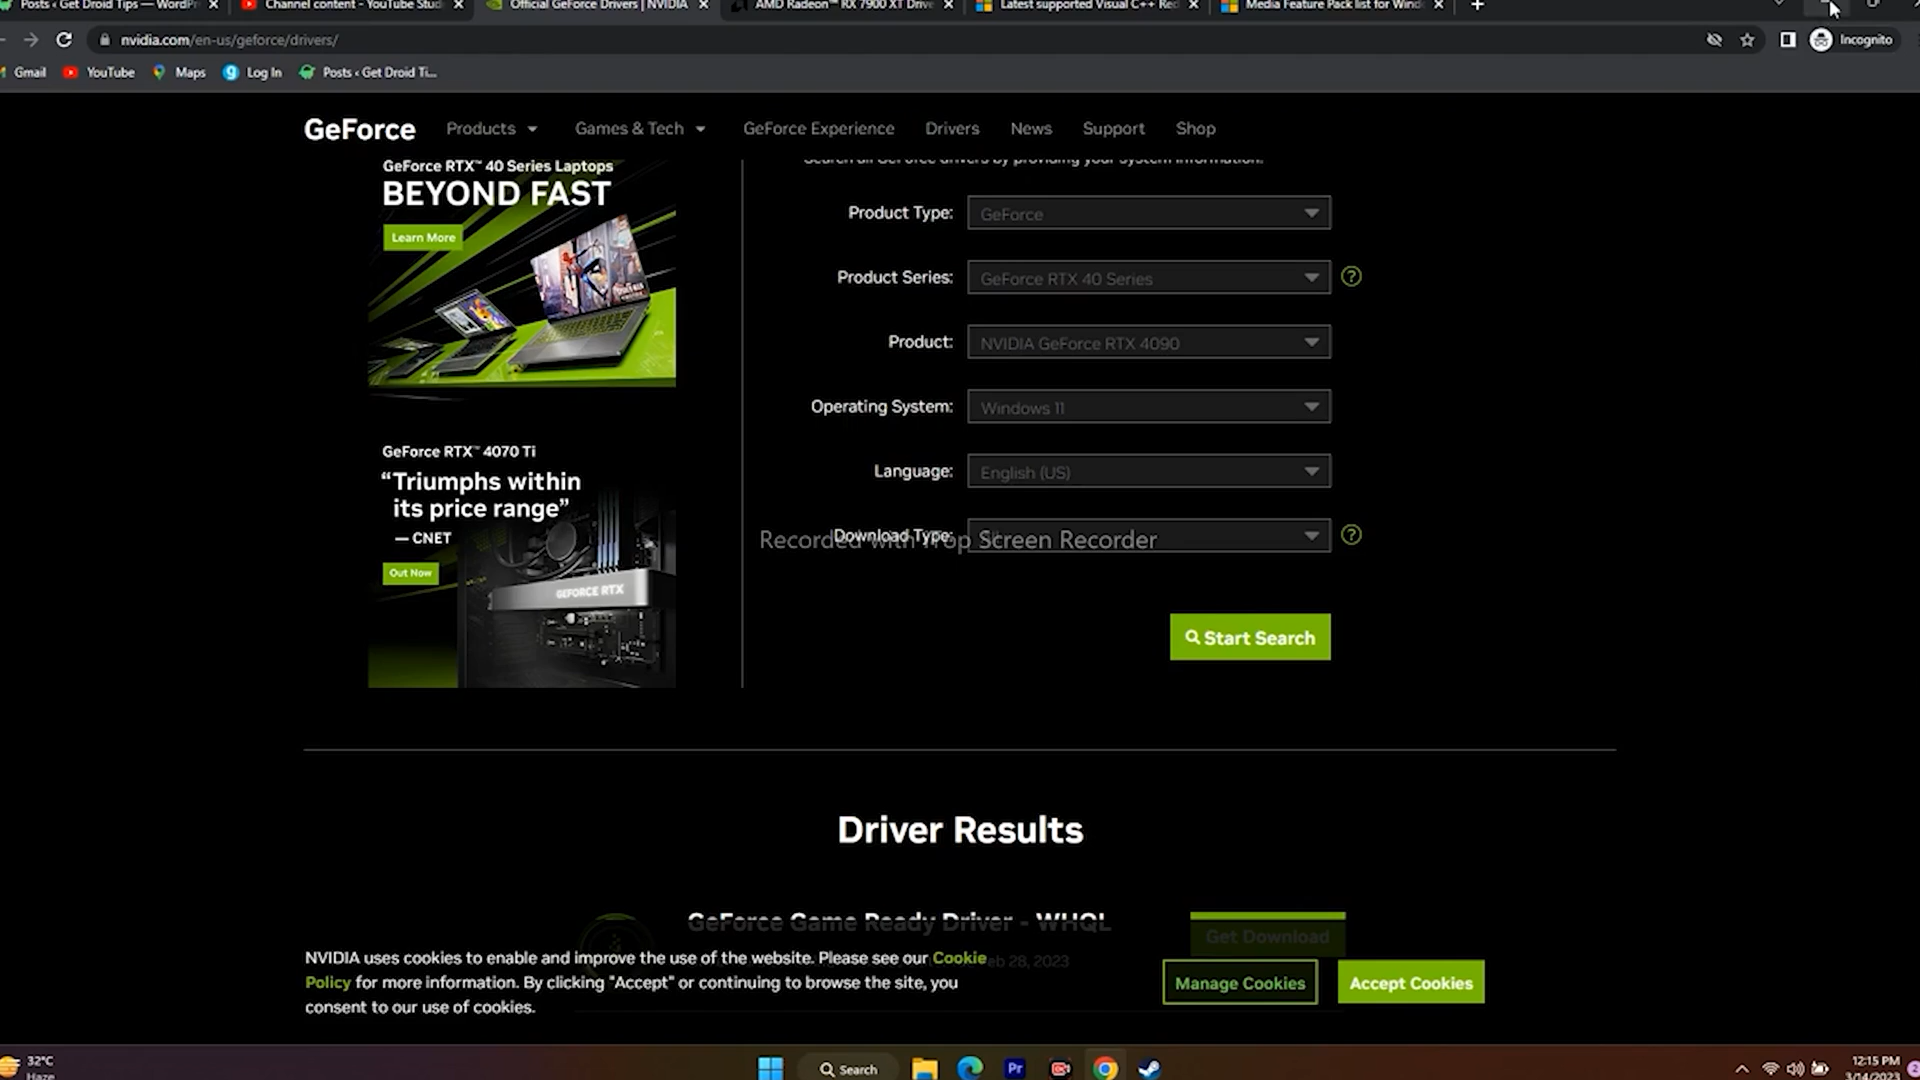 Posts ‹ Get Droid Tips — WordPr
Channel content - YouTube Stud
Official GeForce Drivers | NVIDIA
AMD Radeon™ RX 7900 XT Drive
Latest supported Visual C++ Red
Media Feature Pack list for Wind
nvidia.com/en-us/geforce/drivers/
Incognito
Gmail
YouTube
Maps
Log In
Posts ‹ Get Droid Ti...
GeForce
Products
Games & Tech
GeForce Experience
Drivers
News
Support
Shop
Search all GeForce drivers by providing your system information.
GeForce RTX™ 40 Series Laptops
BEYOND FAST
Learn More
Product Type:
GeForce
Product Series:
GeForce RTX 40 Series
?
Product:
NVIDIA GeForce RTX 4090
Operating System:
Windows 11
GeForce RTX™ 4070 Ti
“Triumphs within
its price range”
— CNET
Out Now
GEFORCE RTX
Language:
English (US)
Download Type:
?
Recorded with iTop Screen Recorder
Start Search
Driver Results
GeForce Game Ready Driver - WHQL
Get Download
Feb 28, 2023
NVIDIA uses cookies to enable and improve the use of the website. Please see our Cookie
Policy for more information. By clicking "Accept" or continuing to browse the site, you
consent to our use of cookies.
Manage Cookies
Accept Cookies
32°C
Haze
Search
Pr
12:15 PM
3/14/2023